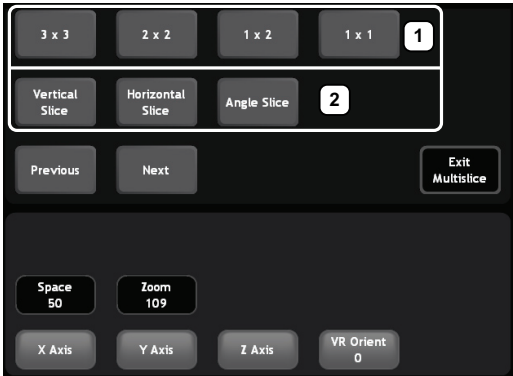 3 x 3
2 x 2
1 x 2
1 x 1
1
Vertical
Slice
Horizontal
Slice
Angle Slice
2
Previous
Next
Exit
Multislice
Space
50
Zoom
109
X Axis
Y Axis
Z Axis
VR Orient
0